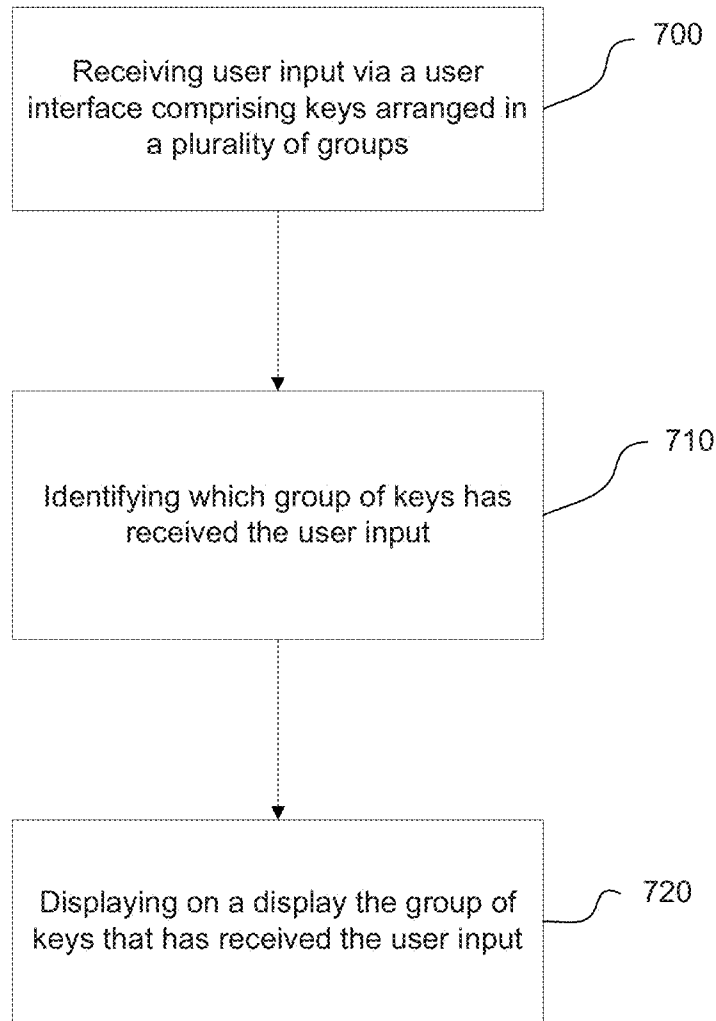 700
Receiving user input via a user
interface comprising keys arranged in
a plurality of groups
710
Identifying which group of keys has
received the user input
720
Displaying on a display the group of
keys that has received the user input